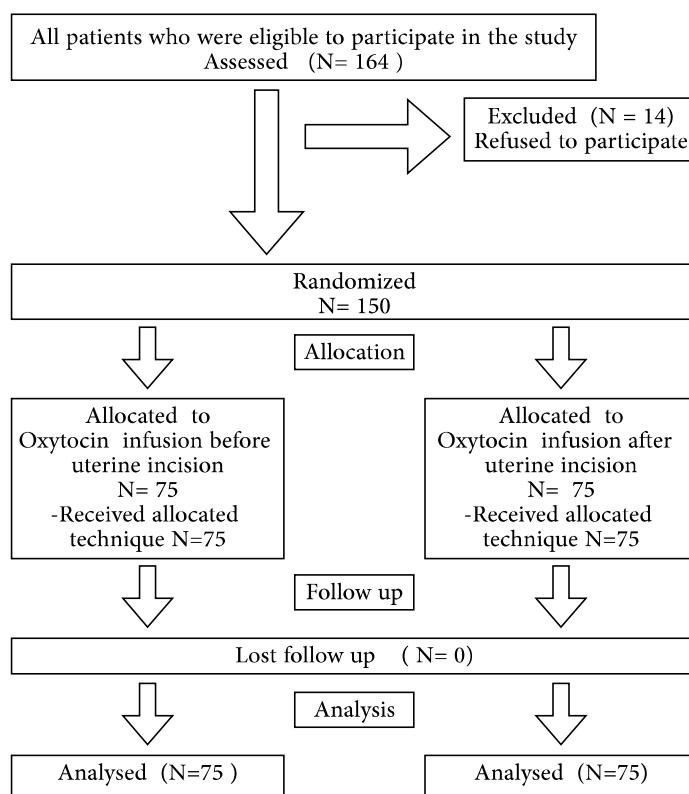 All patients who were eligible to participate in the study
Assessed (N= 164 )
Excluded (N = 14)
Refused to participate
Randomized
N= 150
Allocation
Allocated to
Oxytocin infusion before
uterine incision
N= 75
-Received allocated
technique N=75
Allocated to
Oxytocin infusion after
uterine incision
N= 75
-Received allocated
technique N=75
Follow up
Lost follow up ( N= 0)
Analysis
Analysed (N=75 )
Analysed (N=75)